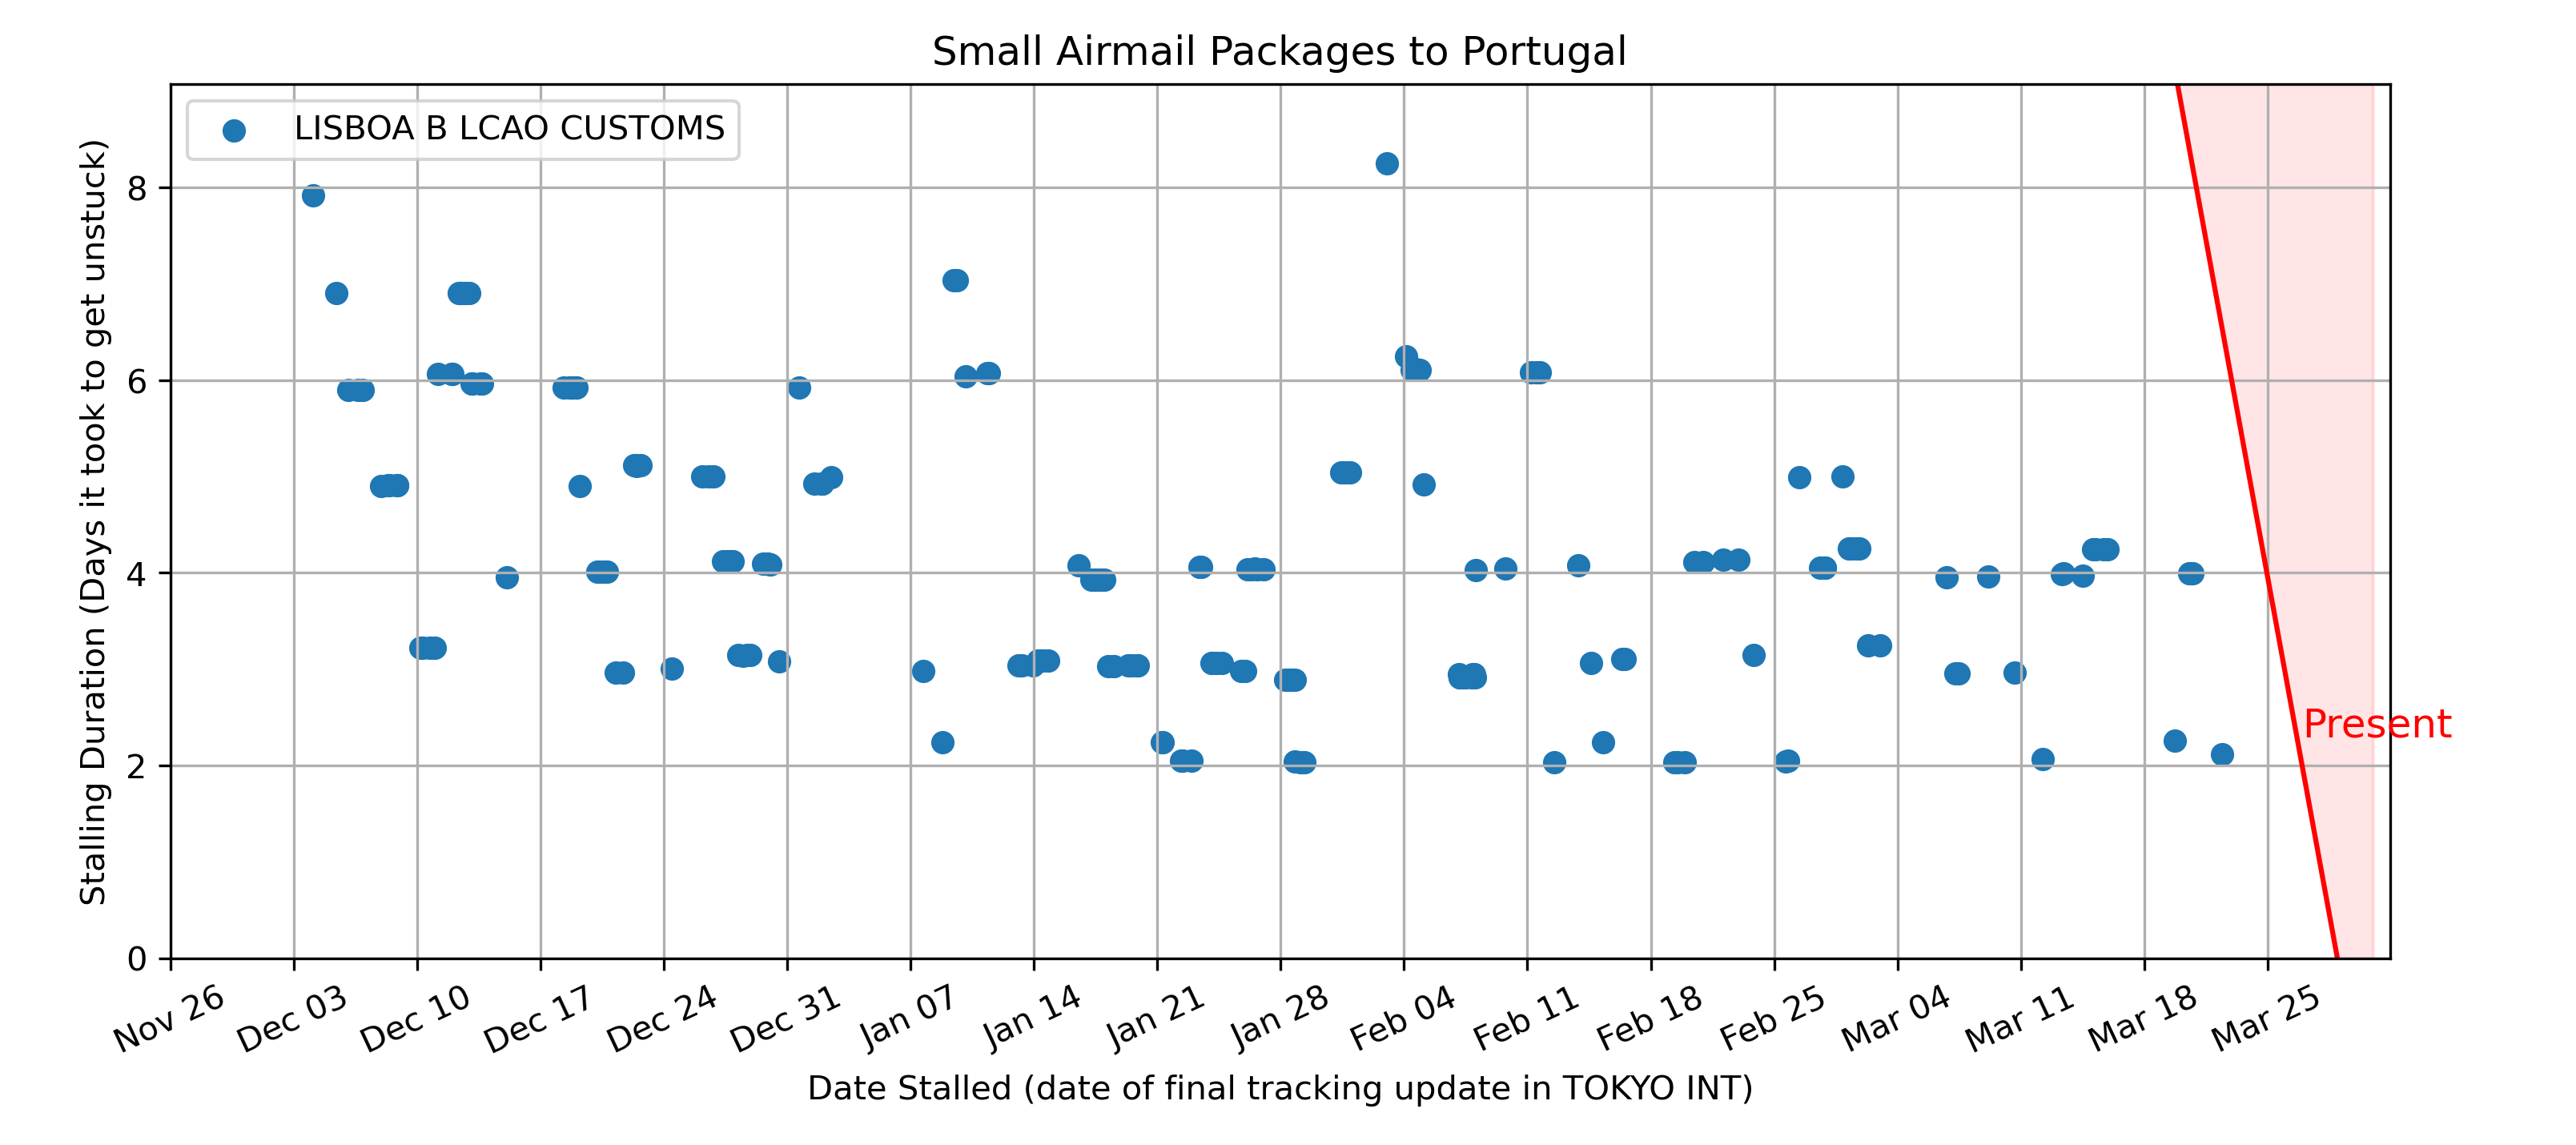 Small Airmail Packages to Portugal
LISBOA B LCAO CUSTOMS
Stalling Duration (Days it took to get unstuck)
8
6
4
2
0
Present
Nov 26
Dec 03
Dec 10
Dec 17
Dec 24
Dec 31
Jan 07
Jan 14
Jan 21
Jan 28
Feb 04
Feb 11
Feb 18
Feb 25
Mar 04
Mar 11
Mar 18
Mar 25
Date Stalled (date of final tracking update in TOKYO INT)